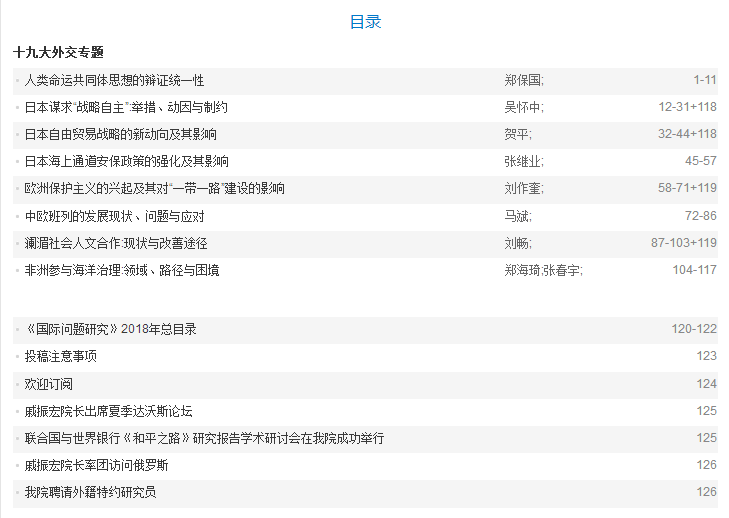 目录
十九大外交专题
人类命运共同体思想的辩证统一性 郑保国; 1-11
日本谋求“战略自主”:举措、动因与制约 吴怀中; 12-31+118
日本自由贸易战略的新动向及其影响 贺平; 32-44+118
日本海上通道安保政策的强化及其影响 张继业; 45-57
欧洲保护主义的兴起及其对“一带一路”建设的影响 刘作奎; 58-71+119
中欧班列的发展现状、问题与应对 马斌; 72-86
澜湄社会人文合作:现状与改善途径 刘畅; 87-103+119
非洲参与海洋治理:领域、路径与困境 郑海琦;张春宇; 104-117
《国际问题研究》2018年总目录 120-122
投稿注意事项 123
欢迎订阅 124
戚振宏院长出席夏季达沃斯论坛 125
联合国与世界银行《和平之路》研究报告学术研讨会在我院成功举行 125
戚振宏院长率团访问俄罗斯 126
我院聘请外籍特约研究员 126